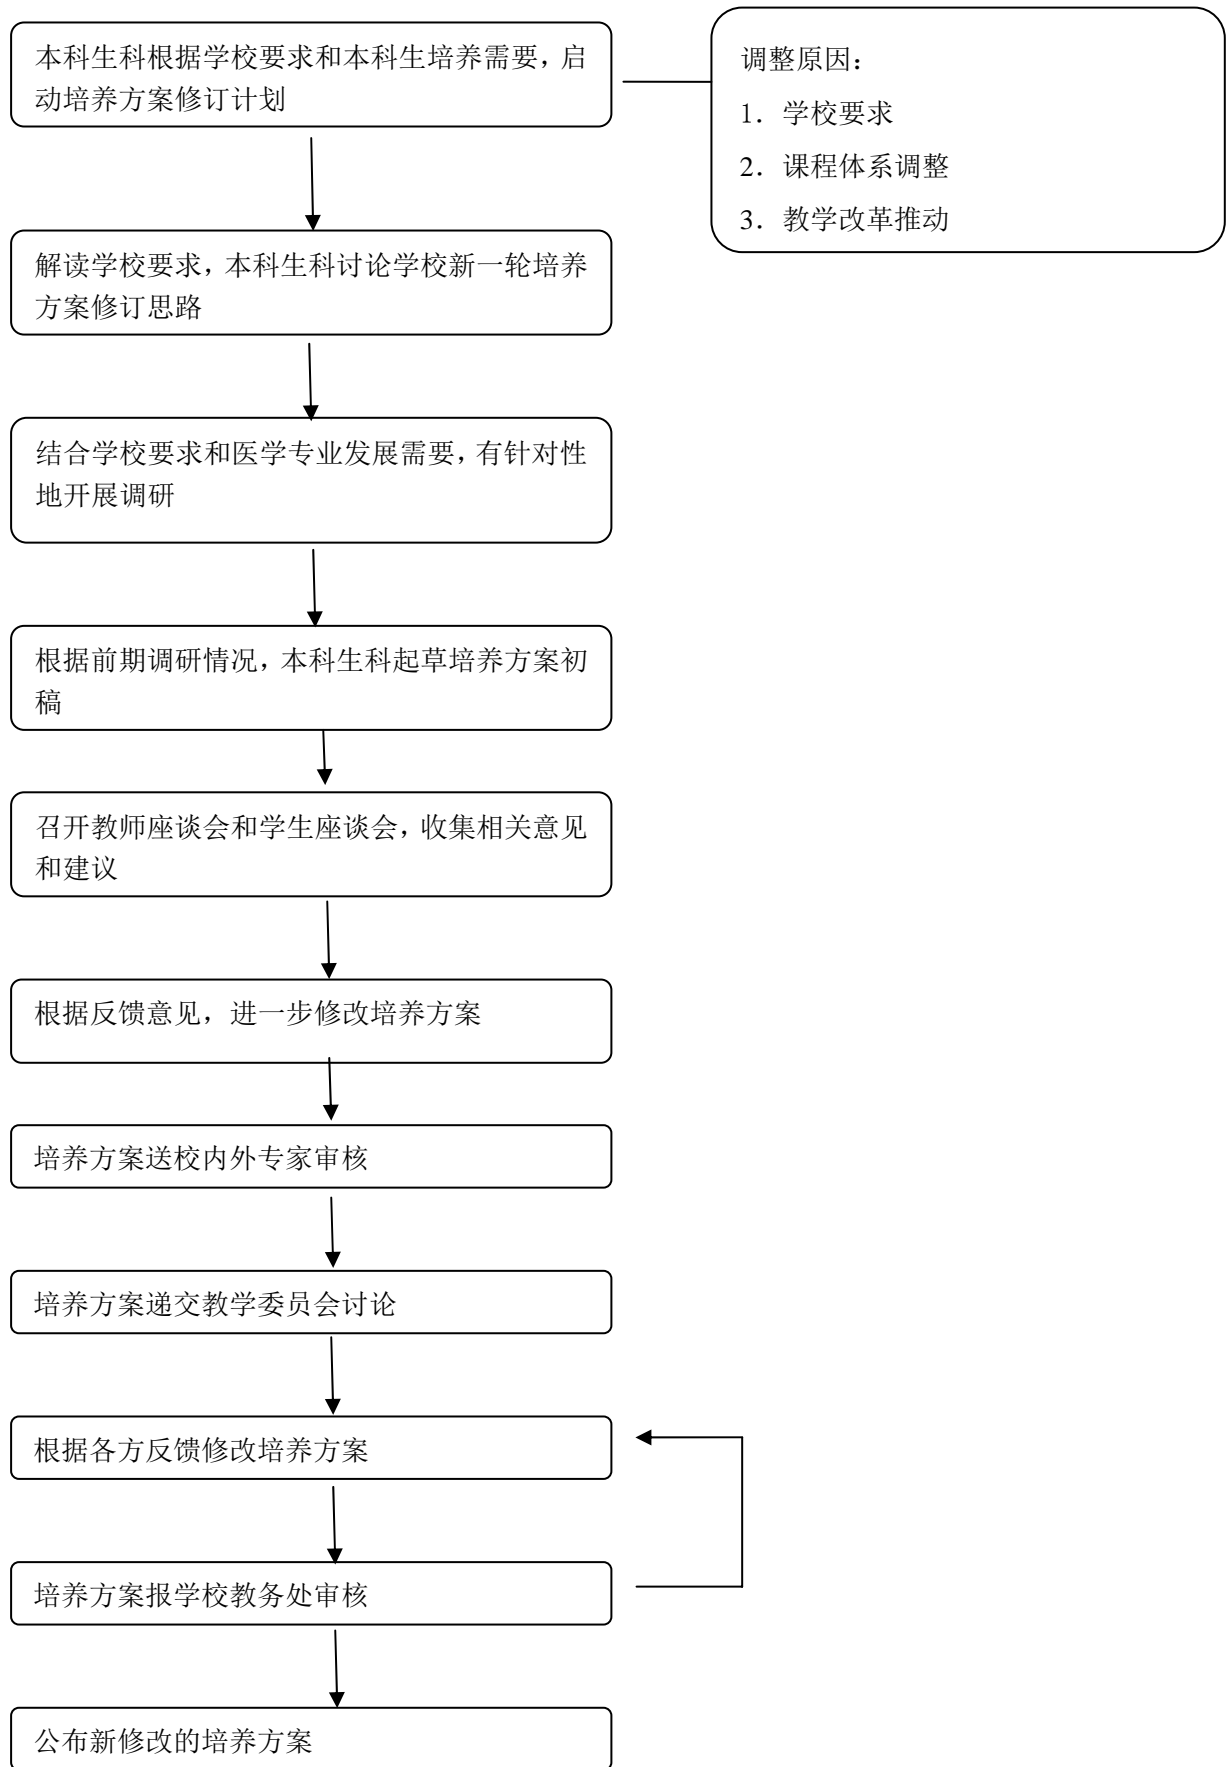 本科生科根据学校要求和本科生培养需要，启
动培养方案修订计划
调整原因：
1．学校要求
2．课程体系调整
3．教学改革推动
解读学校要求，本科生科讨论学校新一轮培养
方案修订思路
结合学校要求和医学专业发展需要，有针对性
地开展调研
根据前期调研情况，本科生科起草培养方案初
稿
召开教师座谈会和学生座谈会，收集相关意见
和建议
根据反馈意见，进一步修改培养方案
培养方案送校内外专家审核
培养方案递交教学委员会讨论
根据各方反馈修改培养方案
培养方案报学校教务处审核
公布新修改的培养方案